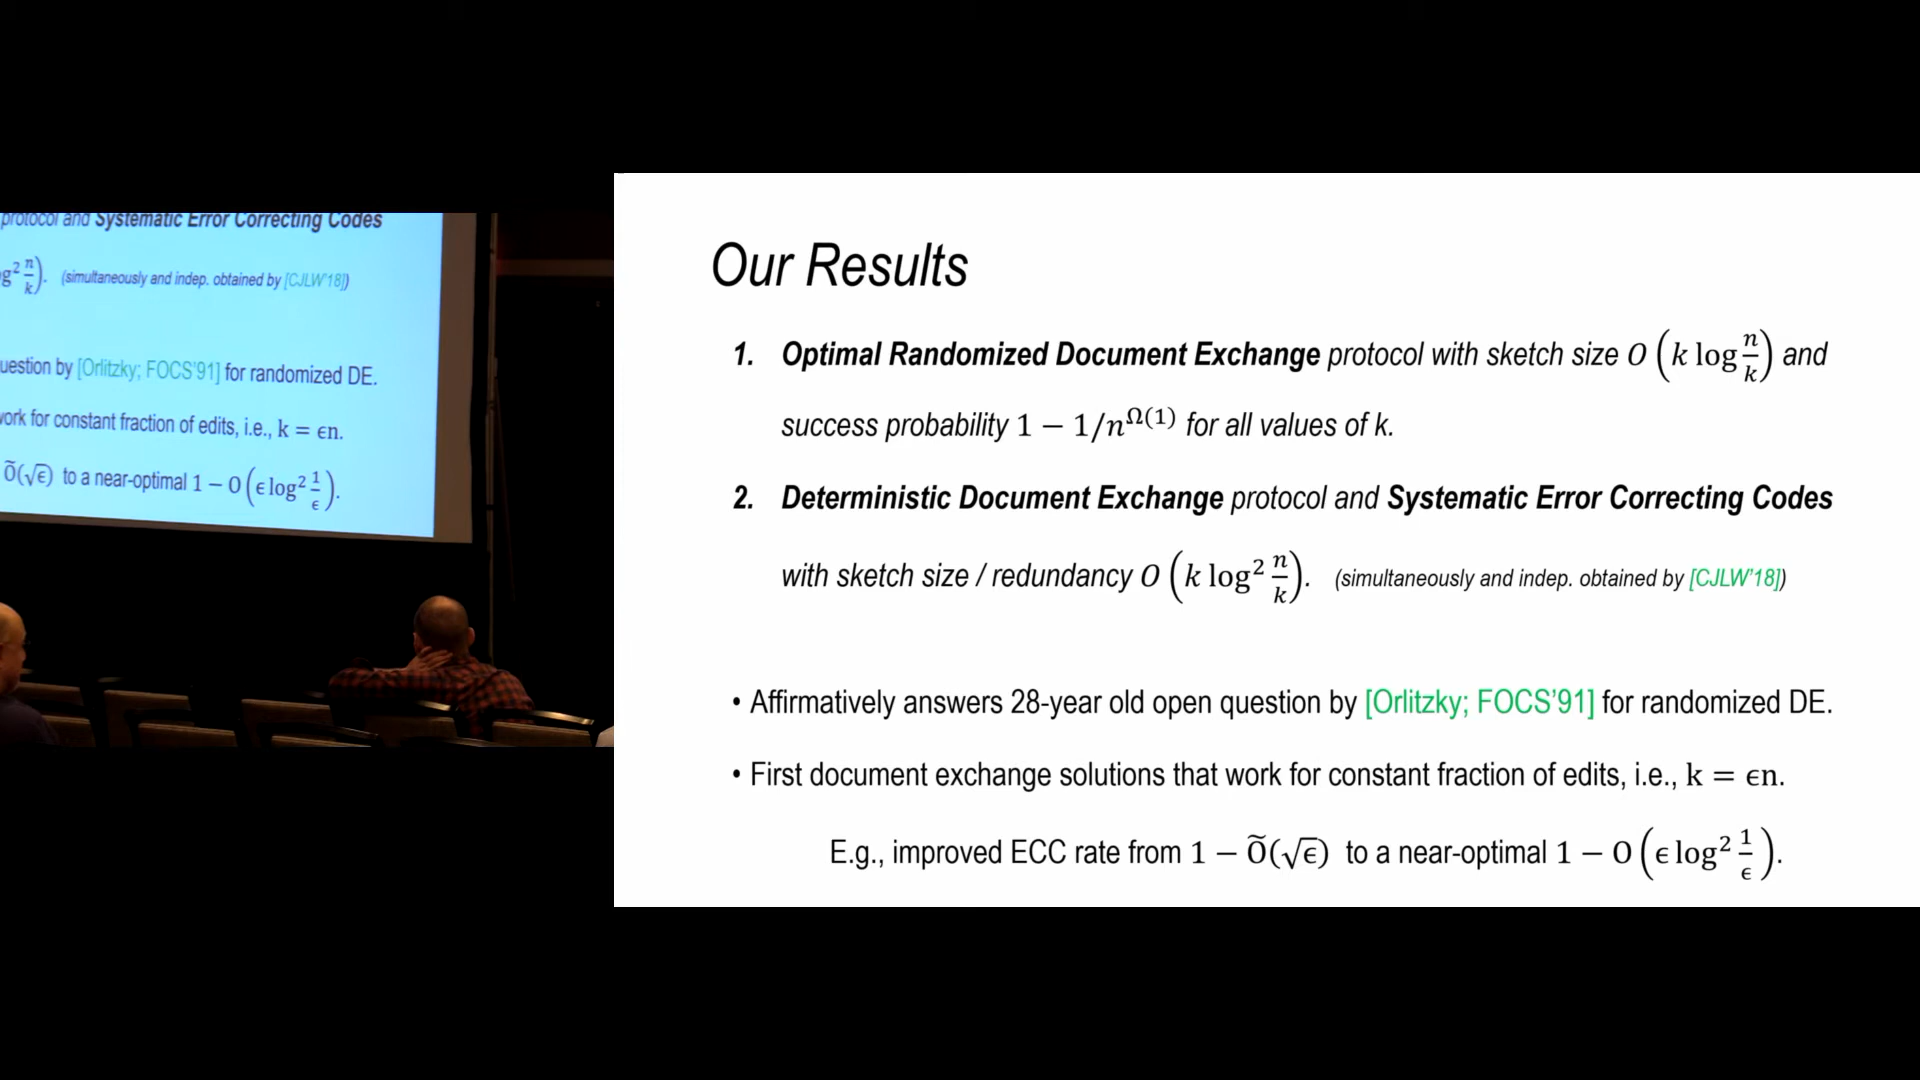 protocol and Systematic Error Correcting Codes
g² n/k). (simultaneously and indep. obtained by [CJLW'18])
uestion by [Orlitzky; FOCS'91] for randomized DE.
work for constant fraction of edits, i.e., k = ϵn.
Õ(√ϵ) to a near-optimal 1 − O(ϵ log² 1/ϵ).
Our Results
1. Optimal Randomized Document Exchange protocol with sketch size O(k log n/k) and
success probability 1 − 1/n^Ω(1) for all values of k.
2. Deterministic Document Exchange protocol and Systematic Error Correcting Codes
with sketch size / redundancy O(k log² n/k). (simultaneously and indep. obtained by [CJLW'18])
• Affirmatively answers 28-year old open question by [Orlitzky; FOCS'91] for randomized DE.
• First document exchange solutions that work for constant fraction of edits, i.e., k = ϵn.
E.g., improved ECC rate from 1 − Õ(√ϵ) to a near-optimal 1 − O(ϵ log² 1/ϵ).